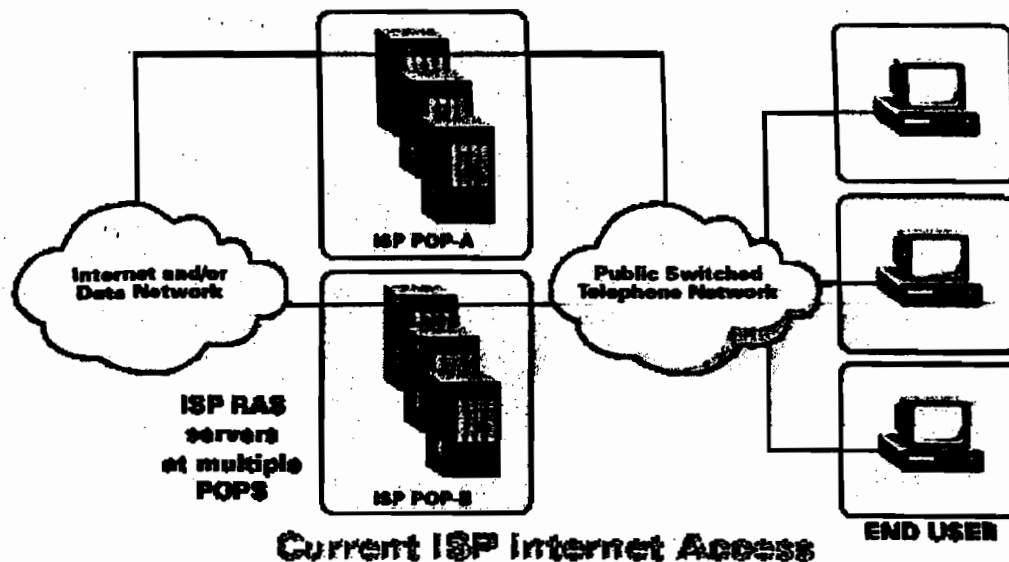 ISP POP-A
Internet and/or
Data Network
Public Switched
Telephone Network
ISP RAS
servers
at multiple
POPS
ISP POP-B
END USER
Current ISP Internet Access